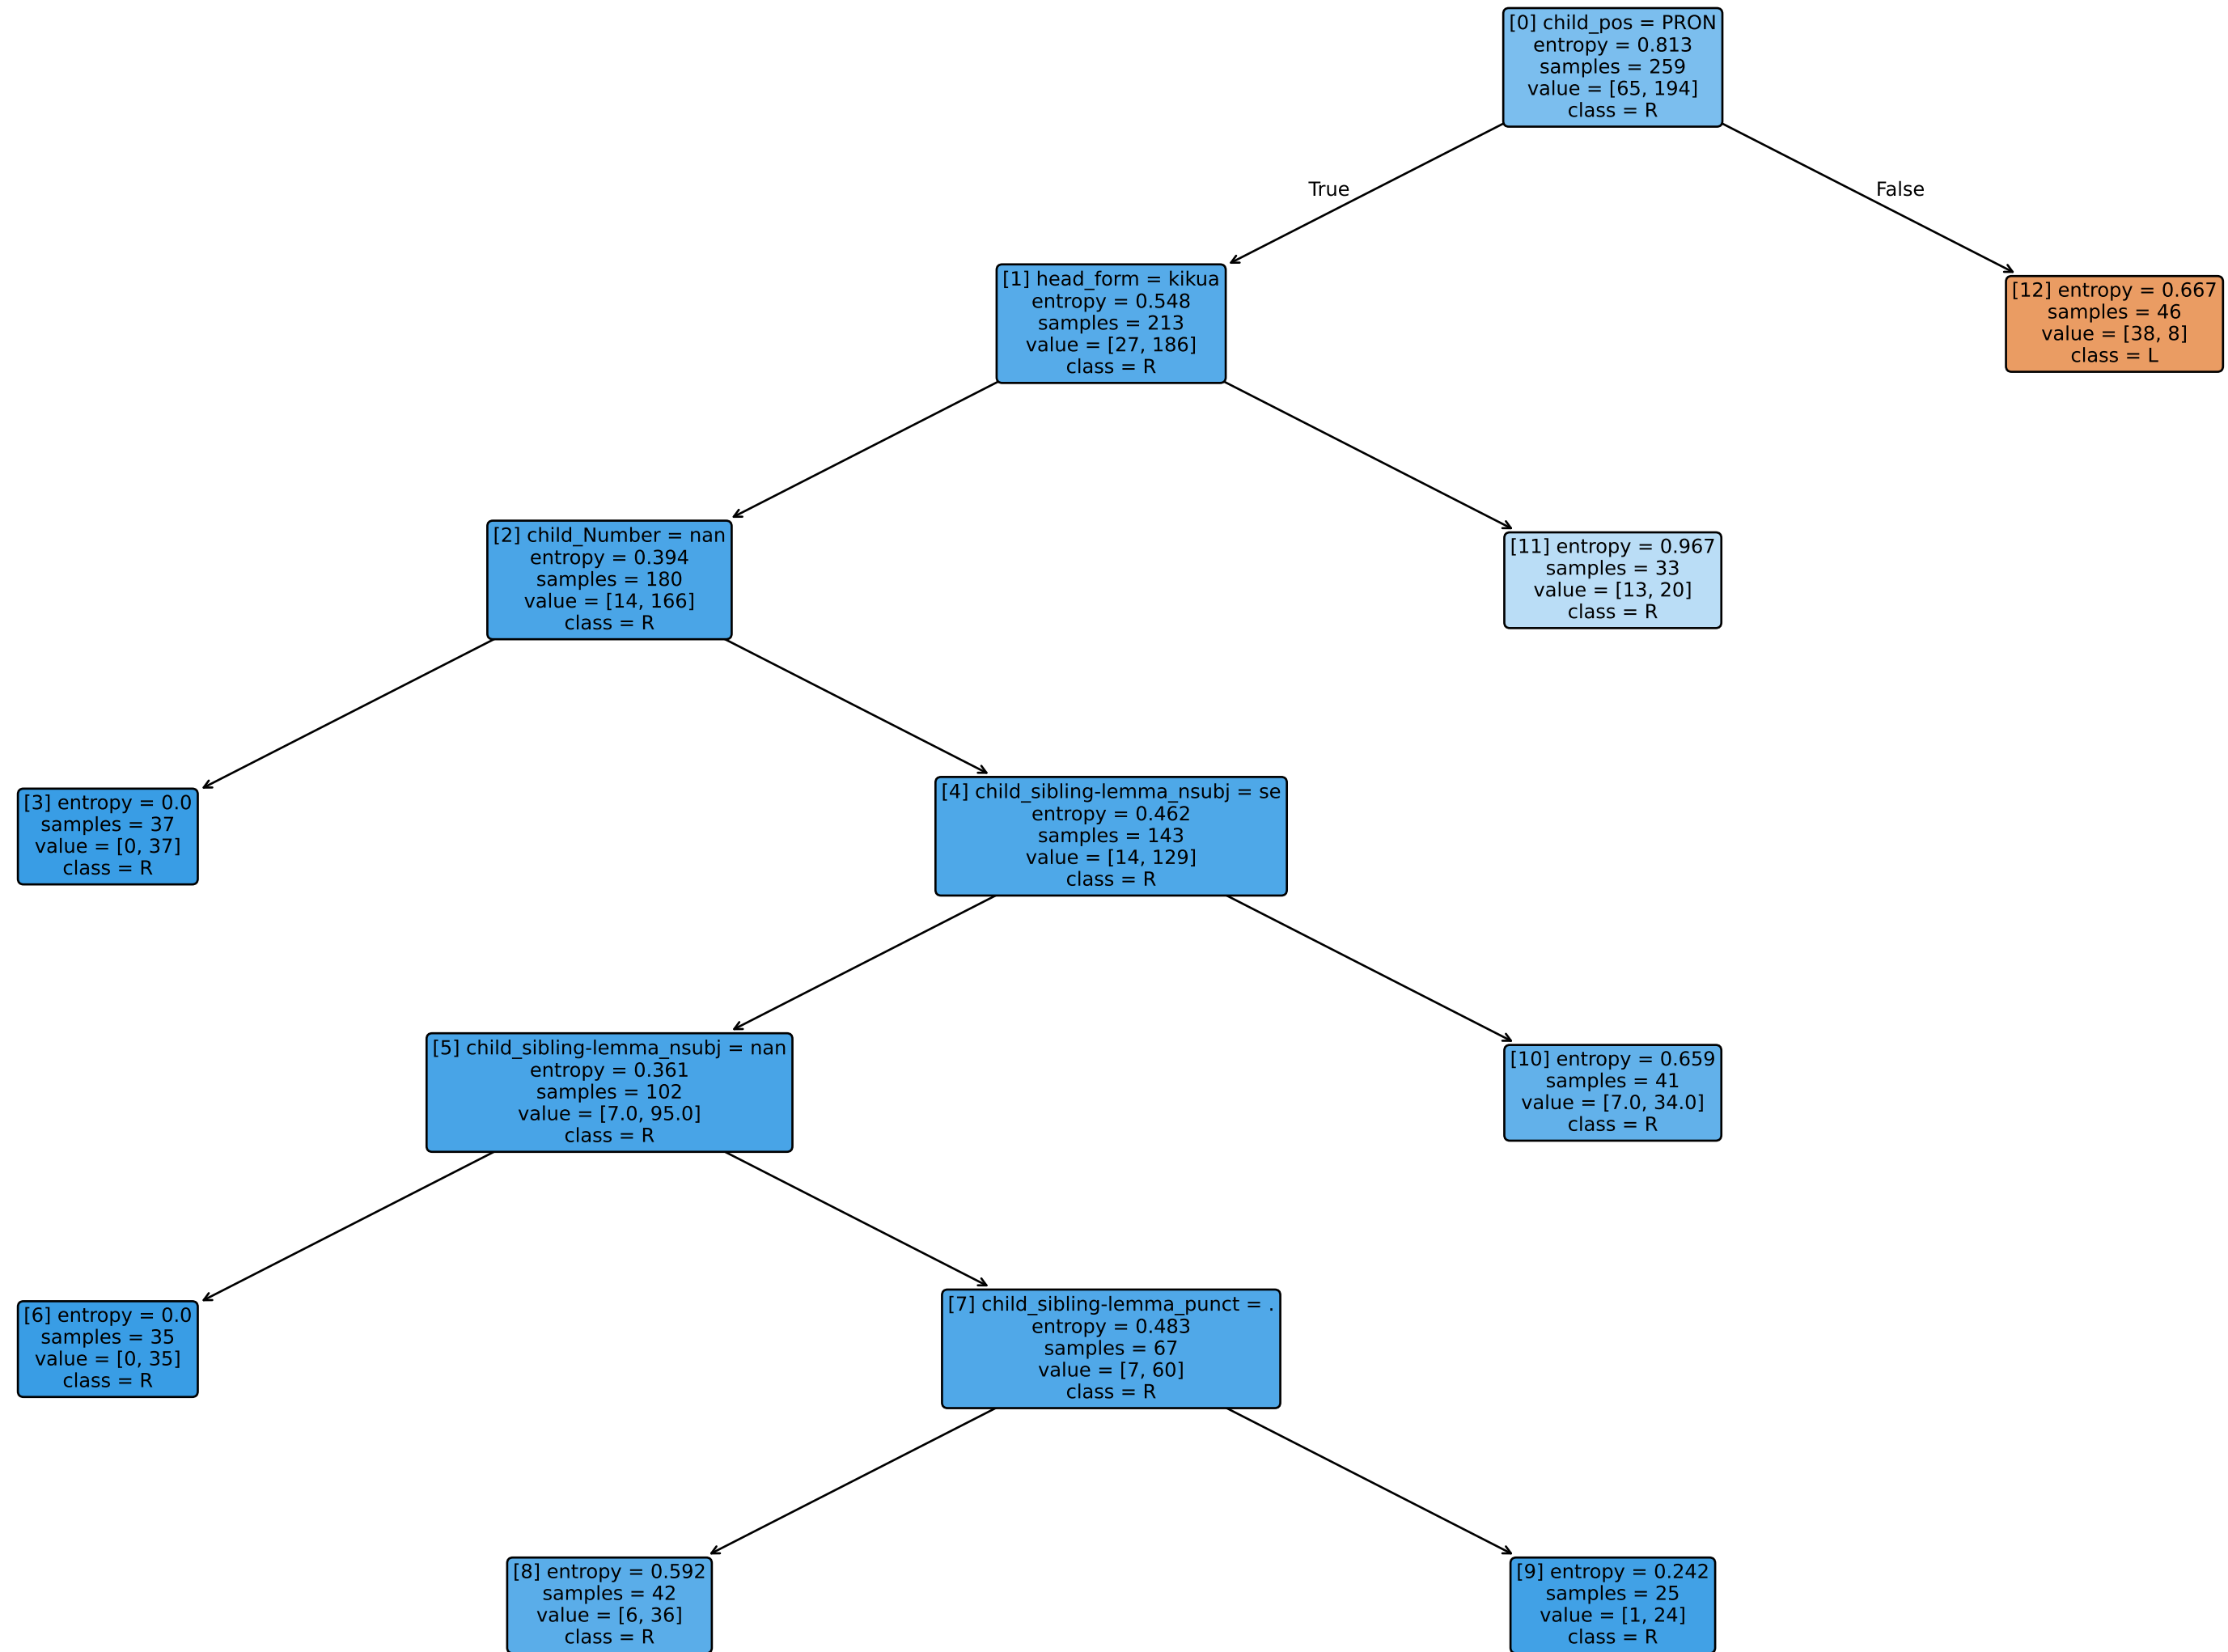 [0] child_pos = PRON
entropy = 0.813
samples = 259
value = [65, 194]
class = R
True
False
[1] head_form = kikua
entropy = 0.548
samples = 213
value = [27, 186]
class = R
[12] entropy = 0.667
samples = 46
value = [38, 8]
class = L
[2] child_Number = nan
entropy = 0.394
samples = 180
value = [14, 166]
class = R
[11] entropy = 0.967
samples = 33
value = [13, 20]
class = R
[3] entropy = 0.0
samples = 37
value = [0, 37]
class = R
[4] child_sibling-lemma_nsubj = se
entropy = 0.462
samples = 143
value = [14, 129]
class = R
[5] child_sibling-lemma_nsubj = nan
entropy = 0.361
samples = 102
value = [7.0, 95.0]
class = R
[10] entropy = 0.659
samples = 41
value = [7.0, 34.0]
class = R
[6] entropy = 0.0
samples = 35
value = [0, 35]
class = R
[7] child_sibling-lemma_punct = .
entropy = 0.483
samples = 67
value = [7, 60]
class = R
[8] entropy = 0.592
samples = 42
value = [6, 36]
class = R
[9] entropy = 0.242
samples = 25
value = [1, 24]
class = R